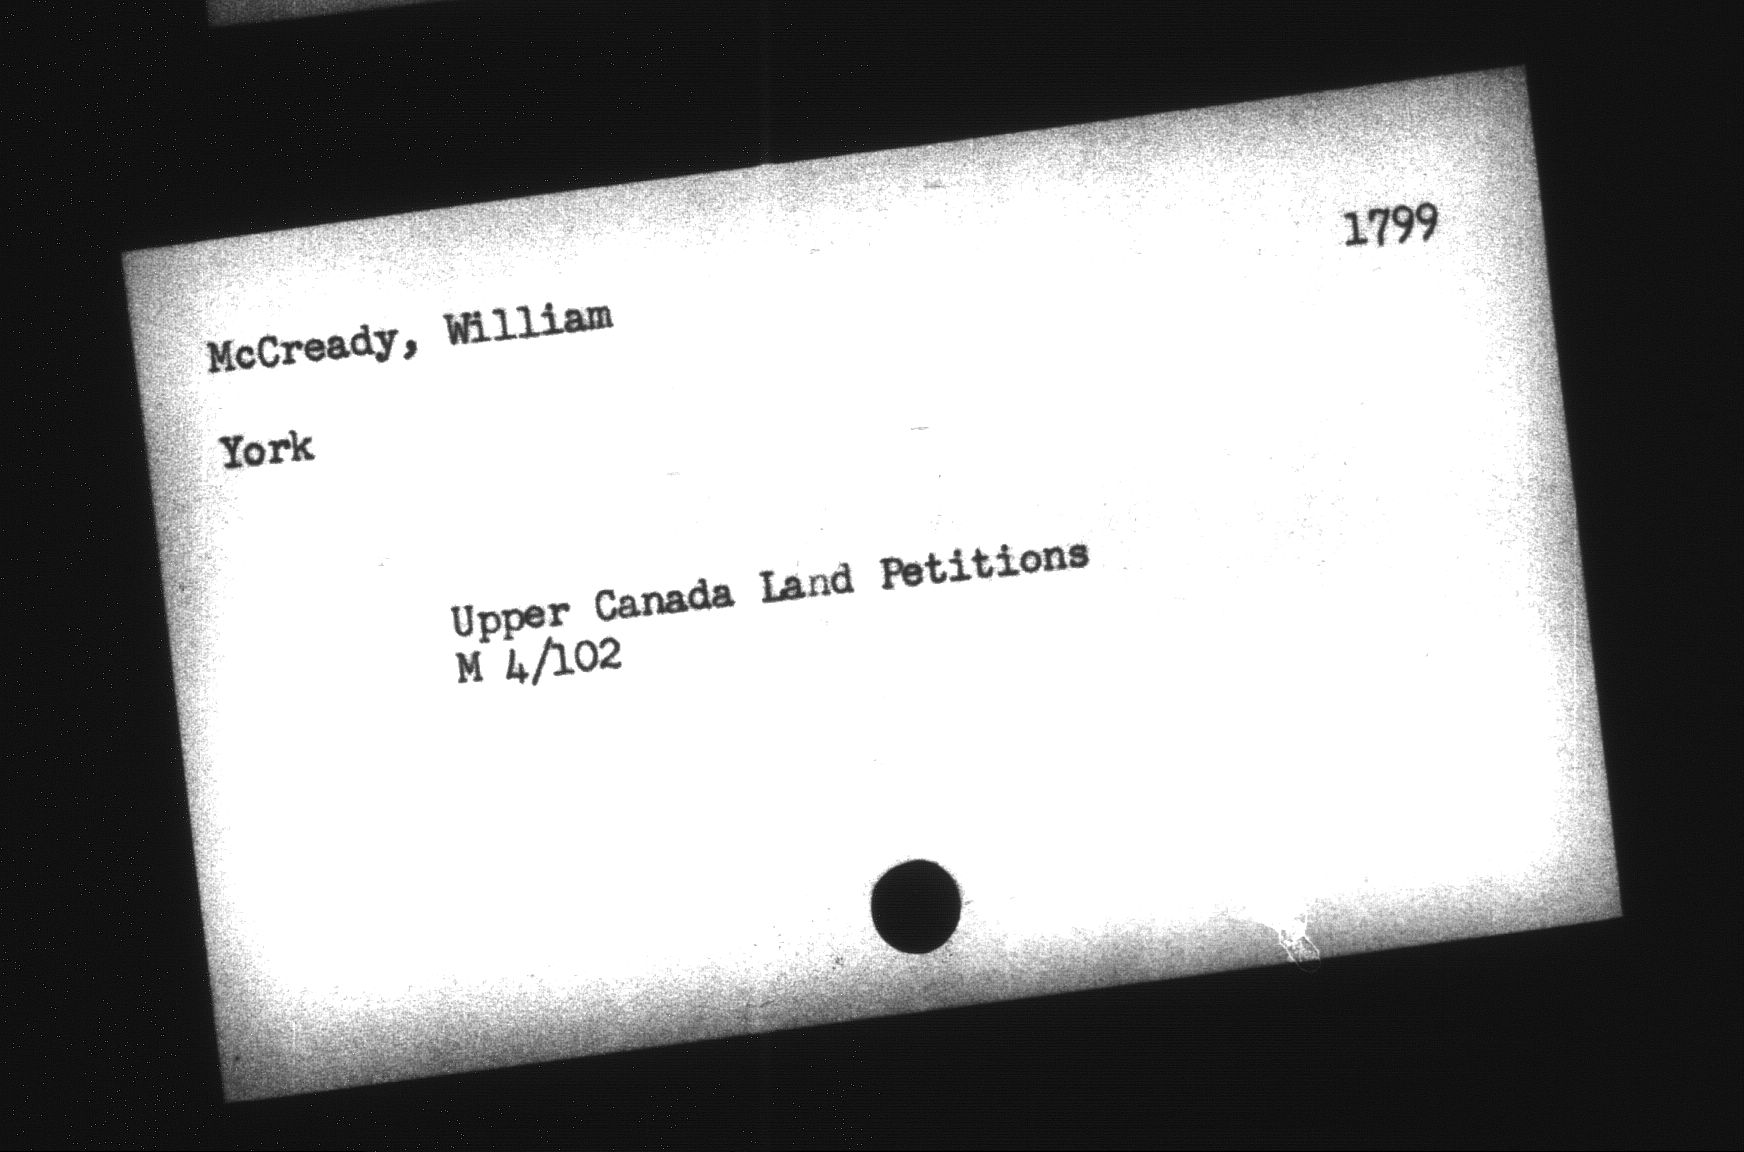 1799
McCready, William
York
Upper Canada Land Petitions
M 4/102